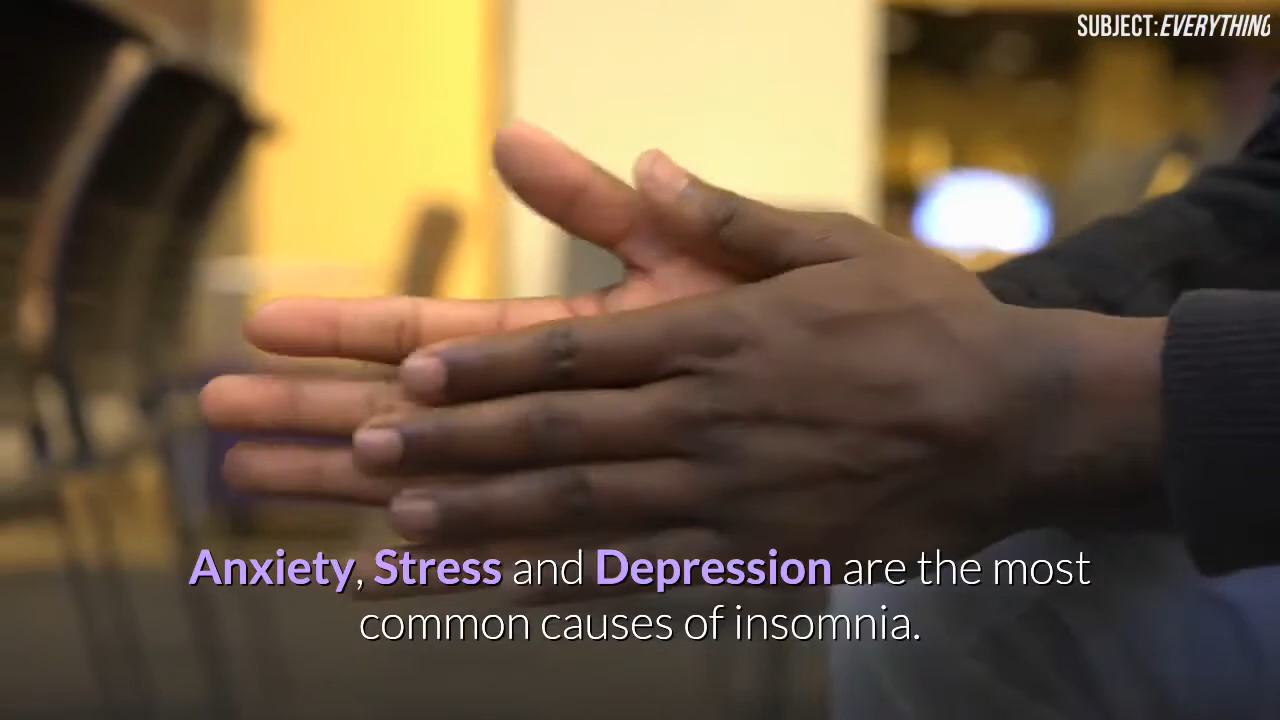 SUBJECT:EVERYTHING
Anxiety, Stress and Depression are the most
common causes of insomnia.